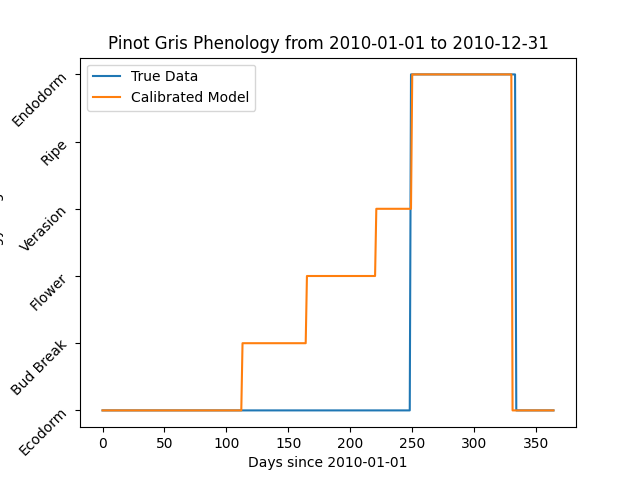 Pinot Gris Phenology from 2010-01-01 to 2010-12-31
True Data
Calibrated Model
Endodorm
Ripe
Verasion
Flower
Bud Break
Ecodorm
0 50 100 150 200 250 300 350
Days since 2010-01-01